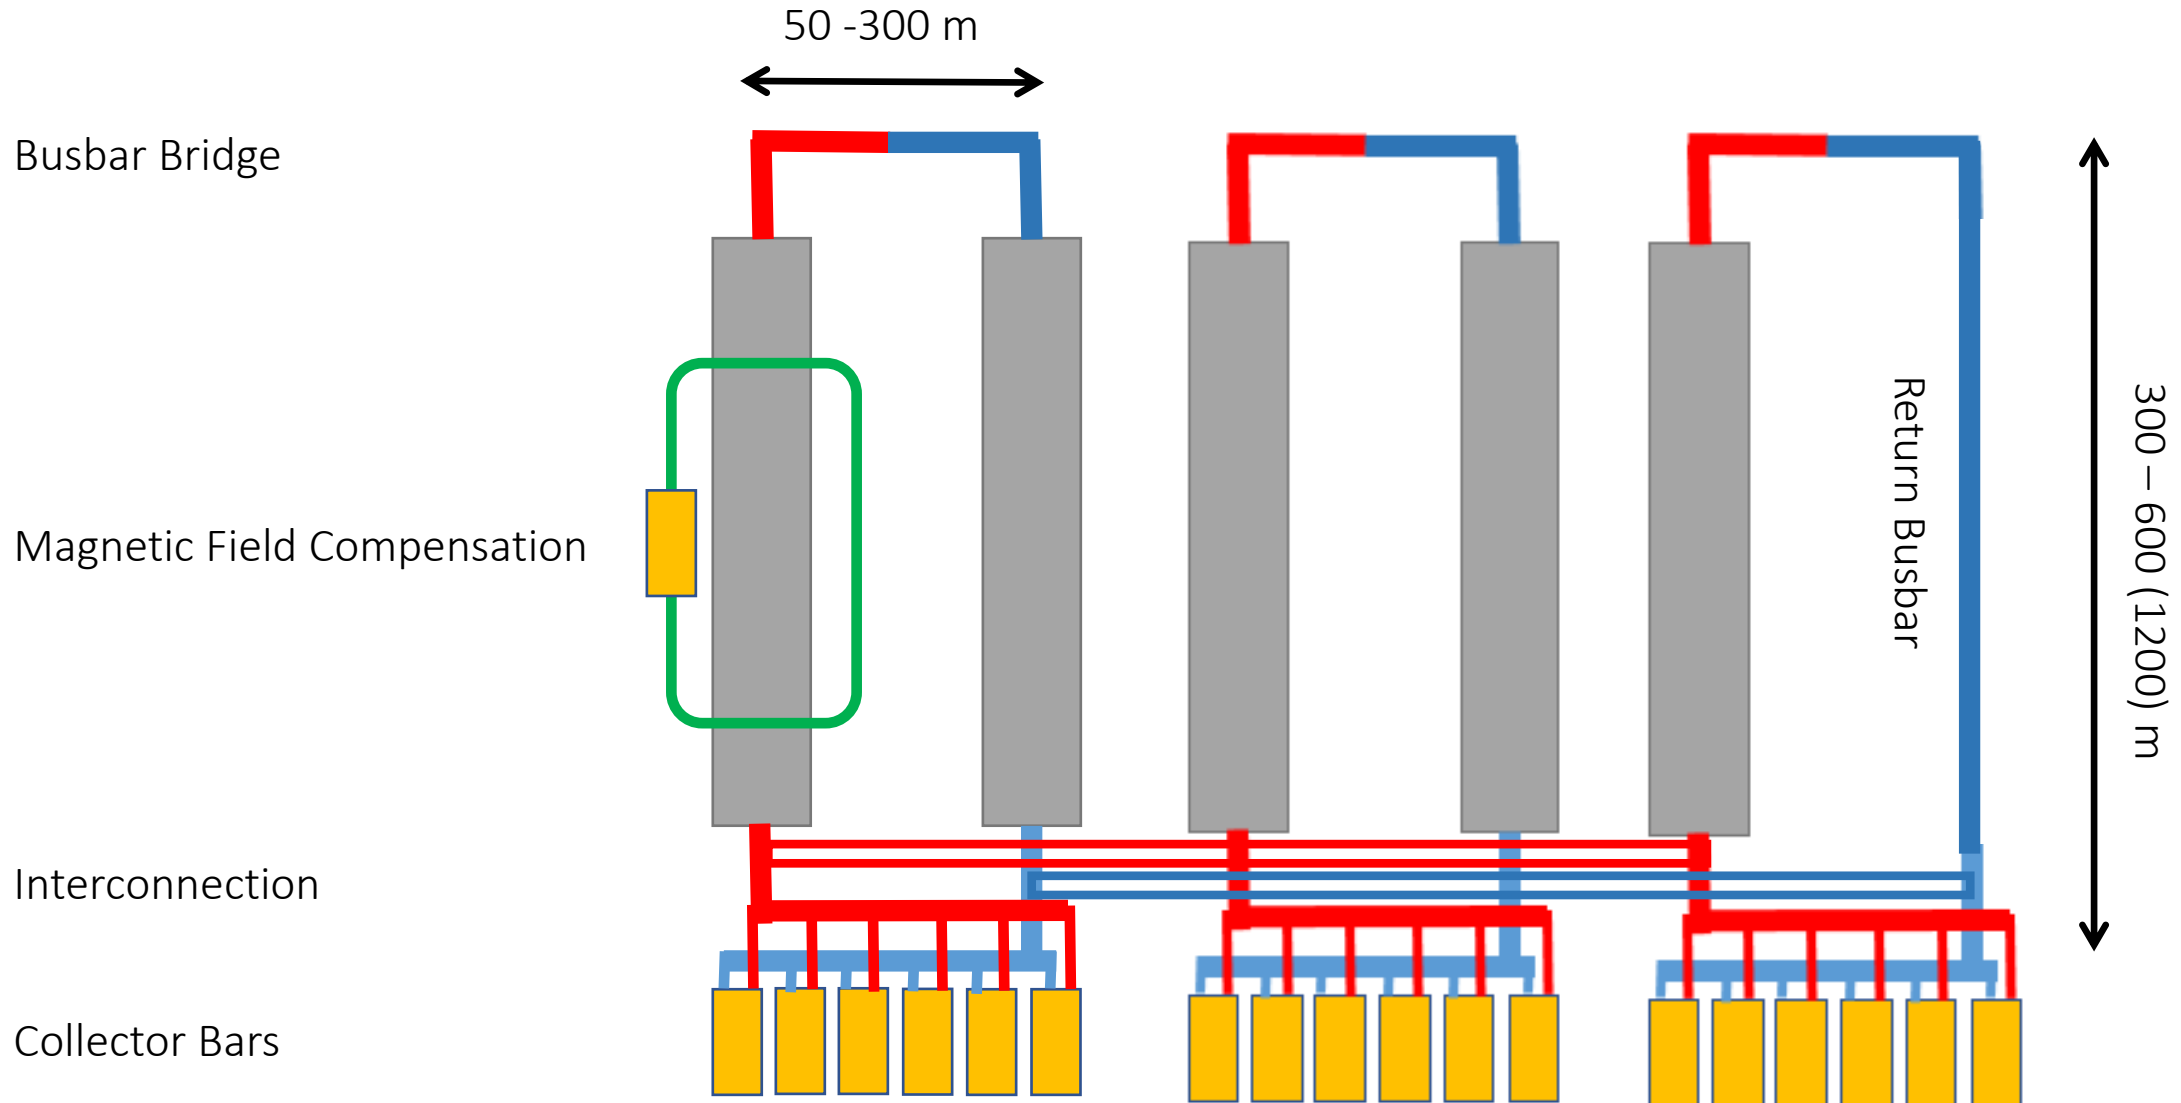 50 -300 m
Busbar Bridge
Magnetic Field Compensation
Return Busbar
300 – 600 (1200) m
Interconnection
Collector Bars